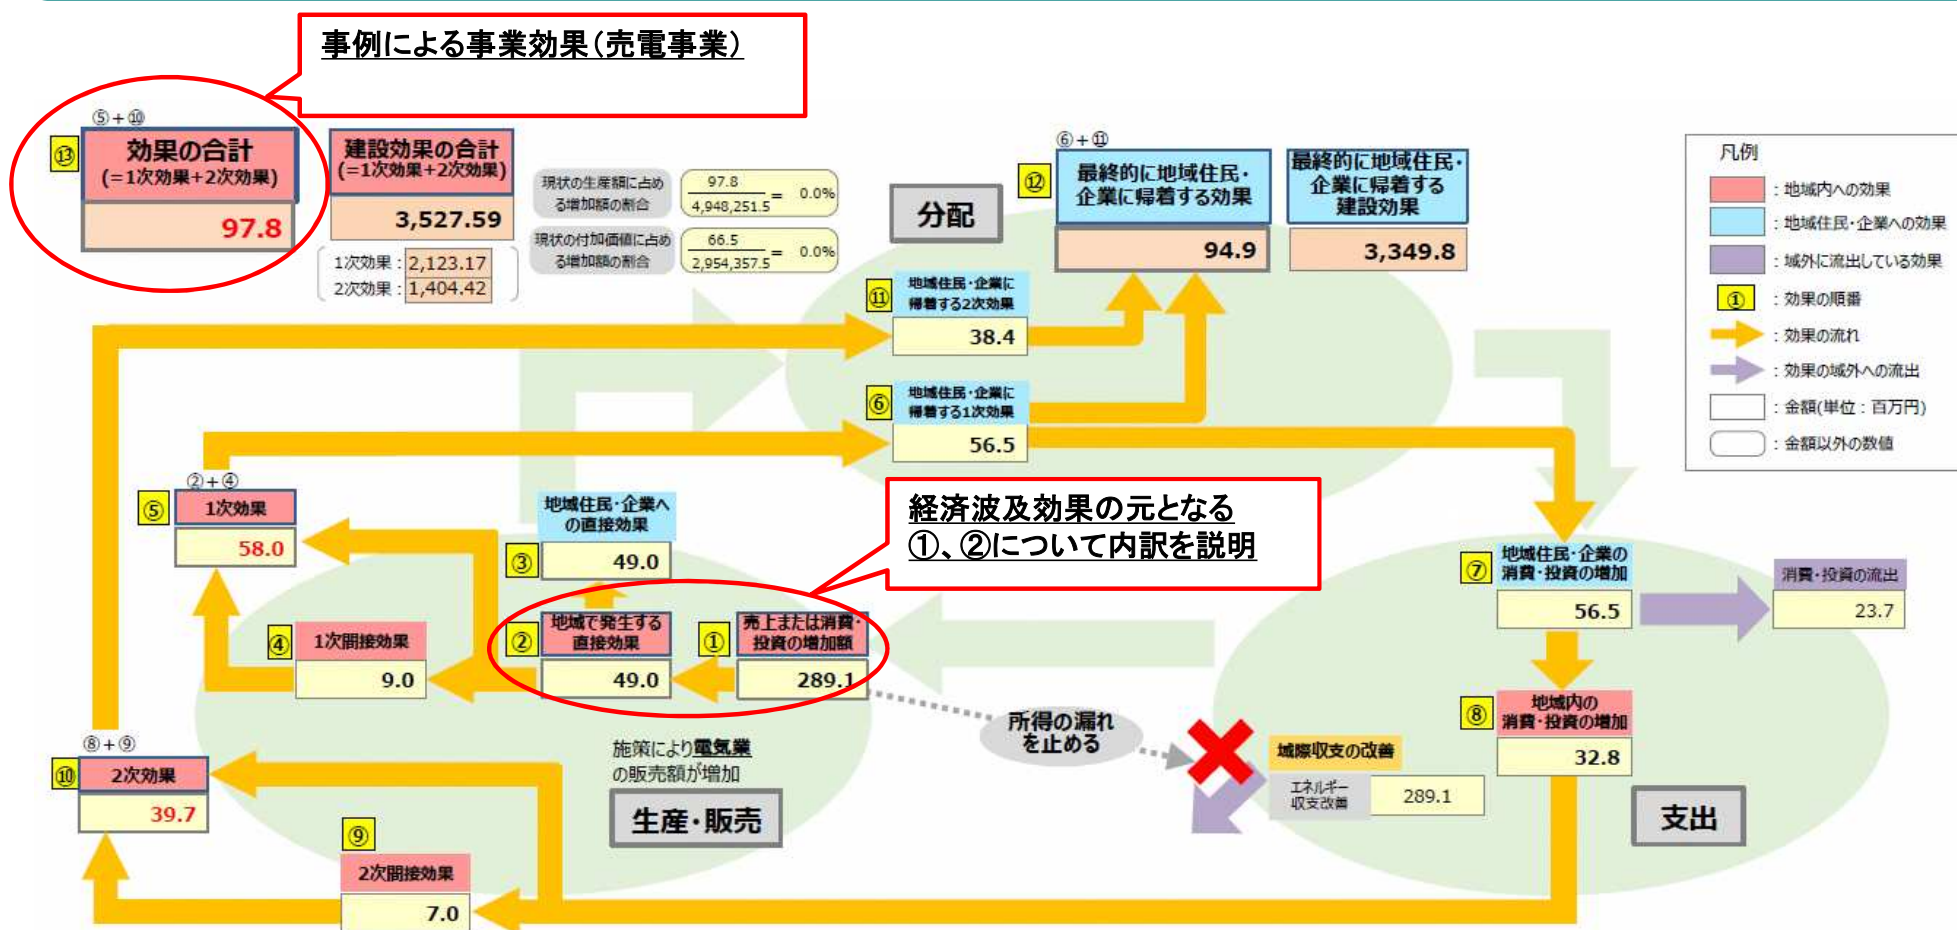 事例による事業効果(売電事業)
⑤+⑩
⑬
効果の合計
(=1次効果+2次効果)
97.8
建設効果の合計
(=1次効果+2次効果)
3,527.59
1次効果:2,123.17
2次効果:1,404.42
現状の生産額に占め
る増加額の割合
97.8
4,948,251.5
= 0.0%
現状の付加価値に占め
る増加額の割合
66.5
2,954,357.5
= 0.0%
分配
⑥+⑪
⑫
最終的に地域住民・
企業に帰着する効果
94.9
最終的に地域住民・
企業に帰着する
建設効果
3,349.8
凡例
:地域内への効果
:地域住民・企業への効果
:域外に流出している効果
① :効果の順番
:効果の流れ
:効果の域外への流出
:金額(単位:百万円)
:金額以外の数値
⑪
地域住民・企業に
帰着する2次効果
38.4
⑥
地域住民・企業に
帰着する1次効果
56.5
②+④
⑤
1次効果
58.0
地域住民・企業へ
の直接効果
③
49.0
経済波及効果の元となる
①、②について内訳を説明
④
1次間接効果
9.0
②
地域で発生する
直接効果
49.0
①
売上または消費・
投資の増加額
289.1
⑦
地域住民・企業の
消費・投資の増加
56.5
消費・投資の流出
23.7
⑧
地域内の
消費・投資の増加
32.8
所得の漏れ
を止める
域際収支の改善
エネルギー
収支改善
289.1
支出
施策により電気業
の販売額が増加
生産・販売
⑧+⑨
⑩
2次効果
39.7
⑨
2次間接効果
7.0